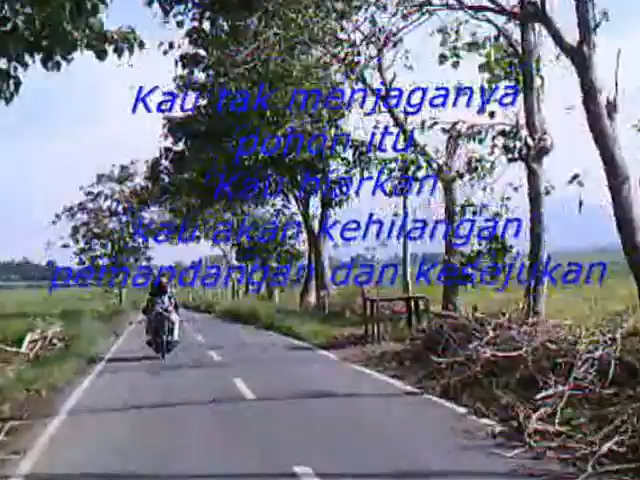 Kau tak menjaganya
pohon itu
Kau biarkan
kau akan kehilangan
pemandangan dan kesejukan